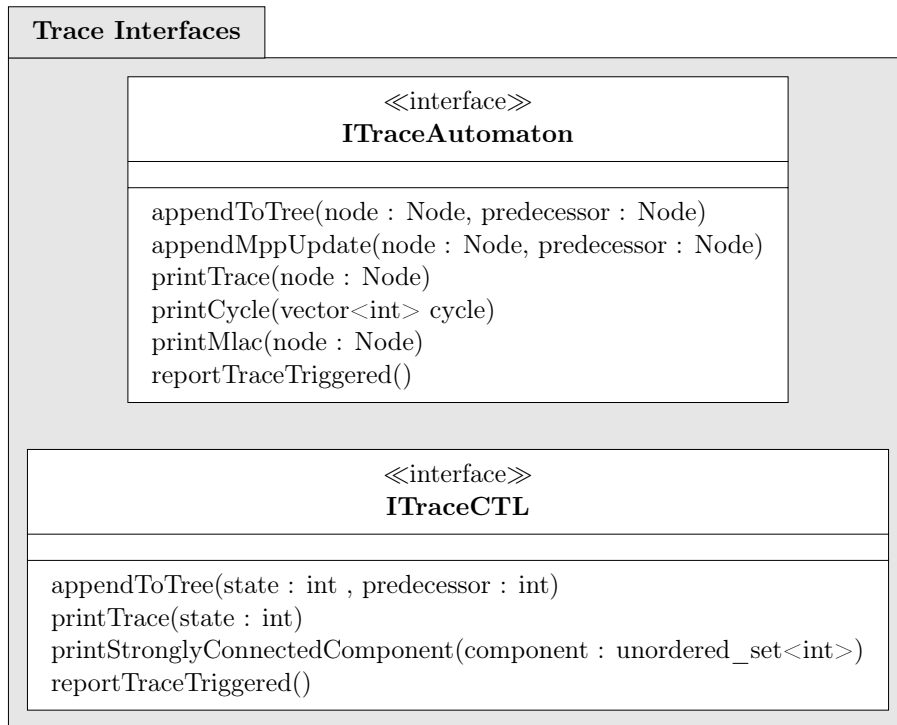 Trace Interfaces
≪interface≫
ITraceAutomaton
appendToTree(node : Node, predecessor : Node)
appendMppUpdate(node : Node, predecessor : Node)
printTrace(node : Node)
printCycle(vector<int> cycle)
printMlac(node : Node)
reportTraceTriggered()
≪interface≫
ITraceCTL
appendToTree(state : int , predecessor : int)
printTrace(state : int)
printStronglyConnectedComponent(component : unordered_set<int>)
reportTraceTriggered()